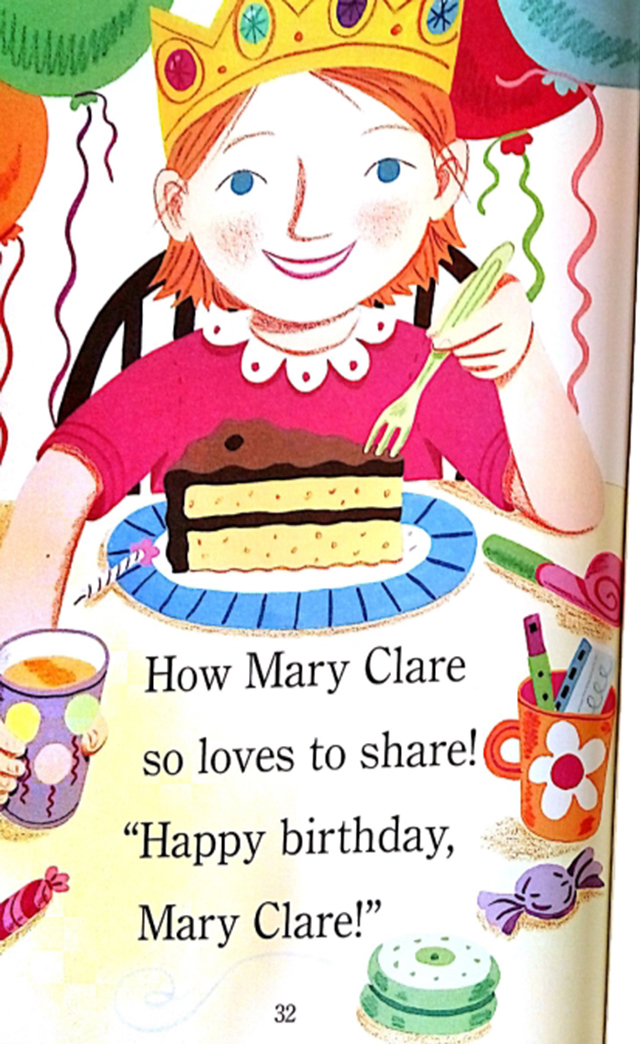 How Mary Clare
so loves to share!
“Happy birthday,
Mary Clare!”
32